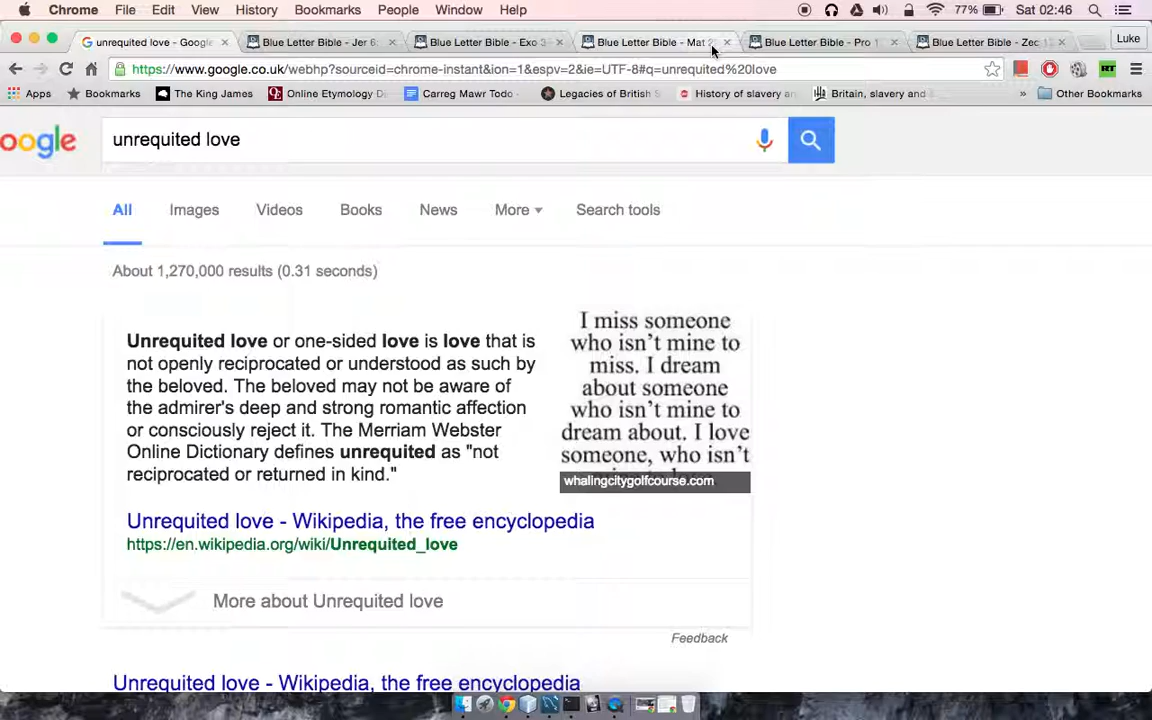 Chrome File Edit View History Bookmarks People Window Help 77% Sat 02:46
unrequited love - Google Blue Letter Bible - Jer 6: Blue Letter Bible - Exo 3 Blue Letter Bible - Mat Blue Letter Bible - Pro 1 Blue Letter Bible - Zec Luke
https://www.google.co.uk/webhp?sourceid=chrome-instant&ion=1&espv=2&ie=UTF-8#q=unrequited%20love RT
Apps Bookmarks The King James Online Etymology D Carreg Mawr Todo Legacies of British S History of slavery an Britain, slavery and » Other Bookmarks
oogle unrequited love
All Images Videos Books News More Search tools
About 1,270,000 results (0.31 seconds)
Unrequited love or one-sided love is love that is
not openly reciprocated or understood as such by
the beloved. The beloved may not be aware of
the admirer's deep and strong romantic affection
or consciously reject it. The Merriam Webster
Online Dictionary defines unrequited as "not
reciprocated or returned in kind."
I miss someone
who isn't mine to
miss. I dream
about someone
who isn't mine to
dream about. I love
someone, who isn't
whalingcitygolfcourse.com
Unrequited love - Wikipedia, the free encyclopedia
https://en.wikipedia.org/wiki/Unrequited_love
More about Unrequited love
Feedback
Unrequited love - Wikipedia, the free encyclopedia